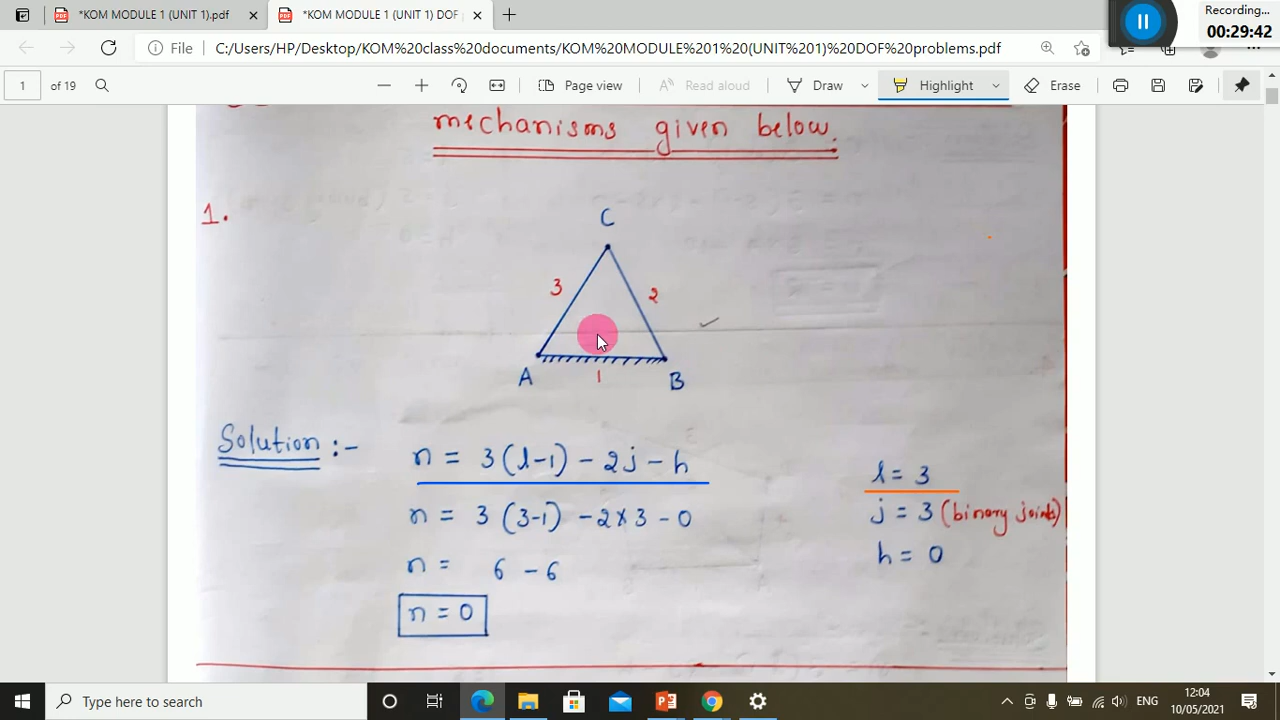 Recording...
00:29:42
*KOM MODULE 1 (UNIT 1).pdf
*KOM MODULE 1 (UNIT 1) DOF
File C:/Users/HP/Desktop/KOM%20class%20documents/KOM%20MODULE%201%20(UNIT%201)%20DOF%20problems.pdf
1 of 19 Page view Read aloud Draw Highlight Erase
mechanisms given below.
1.
C
3 2
A 1 B
Solution :-
n = 3(l-1) - 2j - h
n = 3 (3-1) - 2x3 - 0
n = 6 - 6
n = 0
l = 3
j = 3 (binary joints)
h = 0
Type here to search
ENG
12:04
10/05/2021